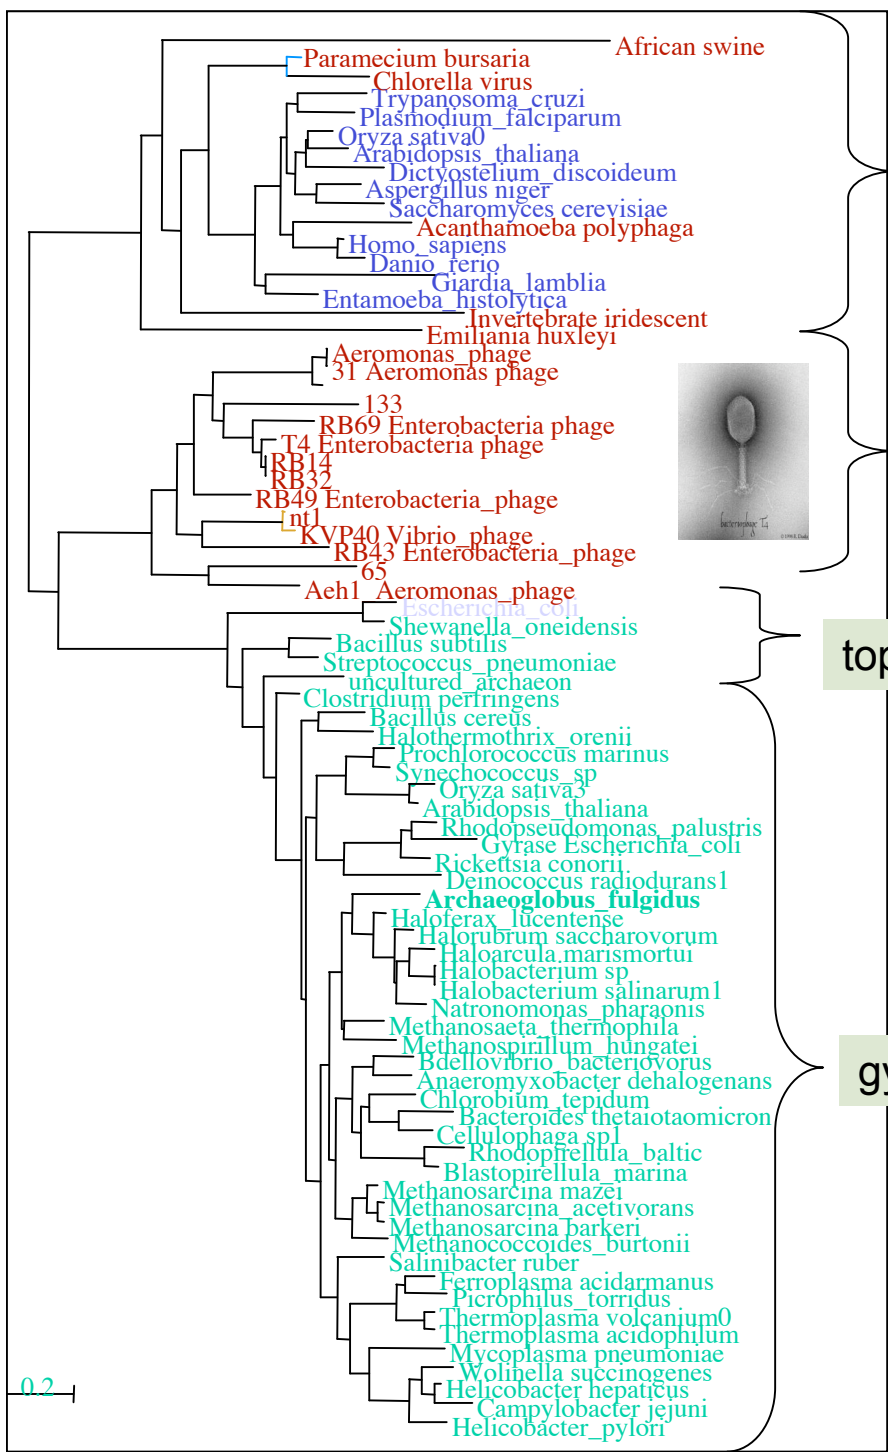 African swine
Paramecium bursaria
Chlorella virus
Trypanosoma_cruzi
Plasmodium_falciparum
Oryza sativa0
Arabidopsis_thaliana
Dictyostelium_discoideum
Aspergillus niger
Saccharomyces cerevisiae
Acanthamoeba polyphaga
Homo_sapiens
Danio_rerio
Giardia_lamblia
Entamoeba_histolytica
Invertebrate iridescent
Emiliania huxleyi
Aeromonas_phage
31 Aeromonas phage
133
RB69 Enterobacteria phage
T4 Enterobacteria phage
RB14
RB32
RB49 Enterobacteria_phage
nt1
KVP40 Vibrio_phage
RB43 Enterobacteria_phage
65
Aeh1_Aeromonas_phage
bacteriophage T4
Escherichia_coli
Shewanella_oneidensis
Bacillus subtilis
top
Streptococcus_pneumoniae
uncultured_archaeon
Clostridium perfringens
Bacillus cereus
Halothermothrix_orenii
Prochlorococcus marinus
Synechococcus_sp
Oryza sativa3
Arabidopsis_thaliana
Rhodopseudomonas_palustris
Gyrase Escherichia_coli
Rickettsia conorii
Deinococcus radiodurans1
Archaeoglobus_fulgidus
Haloferax_lucentense
Halorubrum saccharovorum
Haloarcula marismortui
Halobacterium sp
Halobacterium salinarum1
Natronomonas_pharaonis
Methanosaeta_thermophila
Methanospirillum_hungatei
Bdellovibrio_bacteriovorus
gy
Anaeromyxobacter dehalogenans
Chlorobium_tepidum
Bacteroides thetaiotaomicron
Cellulophaga sp1
Rhodopirellula_baltic
Blastopirellula_marina
Methanosarcina mazei
Methanosarcina_acetivorans
Methanosarcina barkeri
Methanococcoides_burtonii
Salinibacter ruber
Ferroplasma acidarmanus
Picrophilus_torridus
Thermoplasma volcanium0
Thermoplasma acidophilum
Mycoplasma pneumoniae
Wolinella succinogenes
Helicobacter hepaticus
Campylobacter jejuni
Helicobacter_pylori
0.2